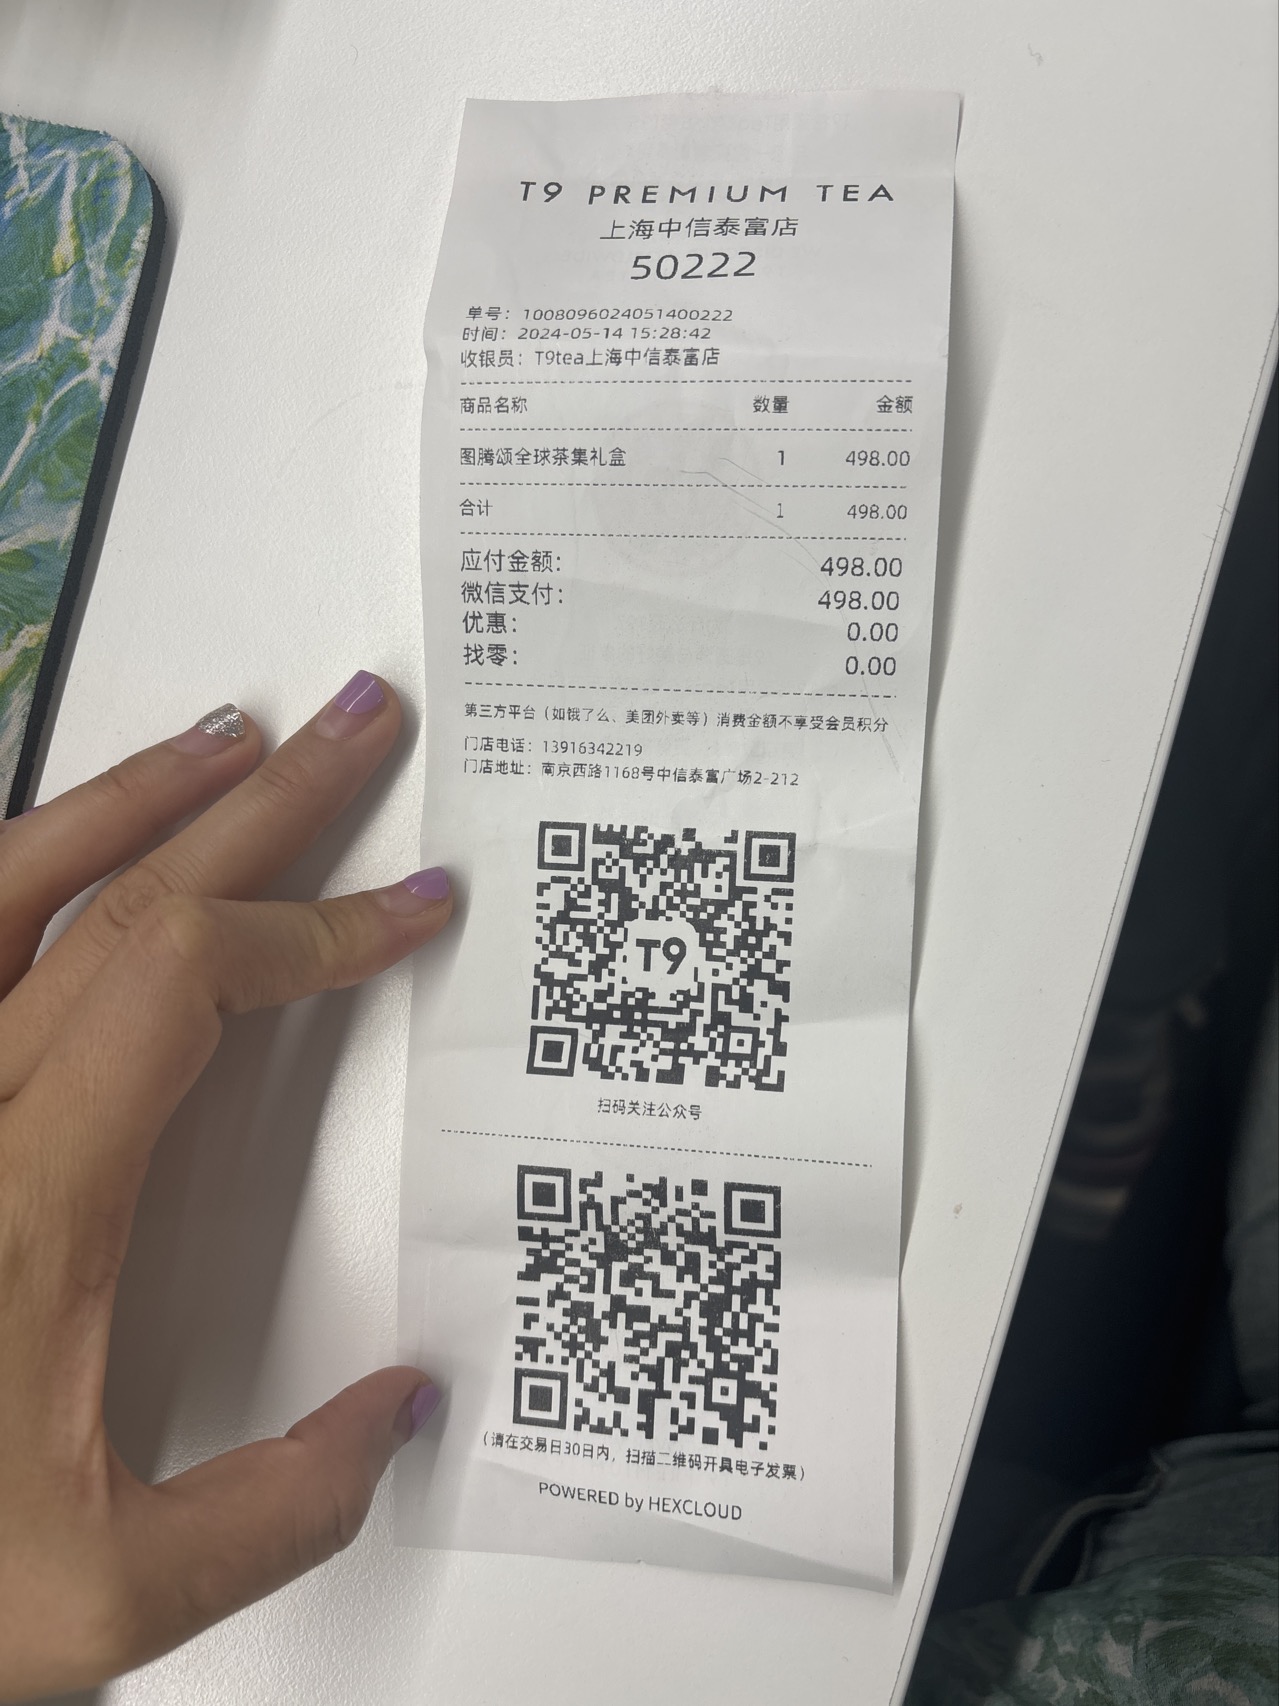 T9 PREMIUM TEA
上海中信泰富店
50222
单号：1008096024051400222
时间：2024-05-14 15:28:42
收银员：T9tea上海中信泰富店
商品名称 数量 金额
图腾颂全球茶集礼盒 1 498.00
合计 1 498.00
应付金额： 498.00
微信支付： 498.00
优惠： 0.00
找零： 0.00
第三方平台（如饿了么、美团外卖等）消费金额不享受会员积分
门店电话：13916342219
门店地址：南京西路1168号中信泰富广场2-212
T9
扫码关注公众号
（请在交易日30日内，扫描二维码开具电子发票）
POWERED by HEXCLOUD